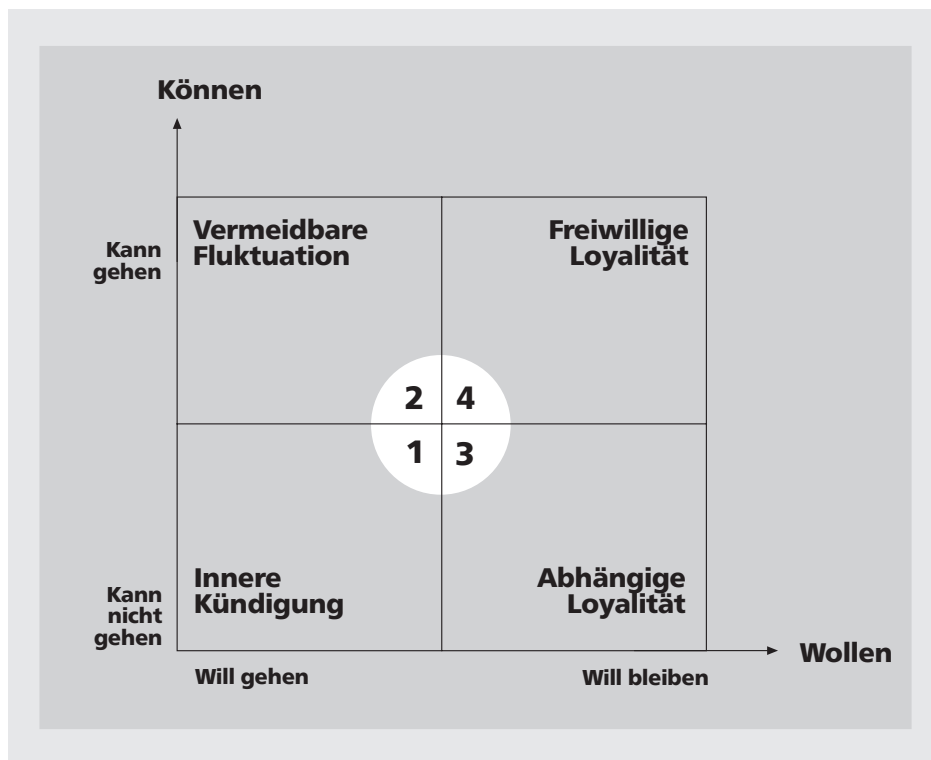 Können
Kann
gehen
Vermeidbare
Fluktuation
Freiwillige
Loyalität
2 4
1 3
Kann
nicht
gehen
Innere
Kündigung
Abhängige
Loyalität
Wollen
Will gehen
Will bleiben